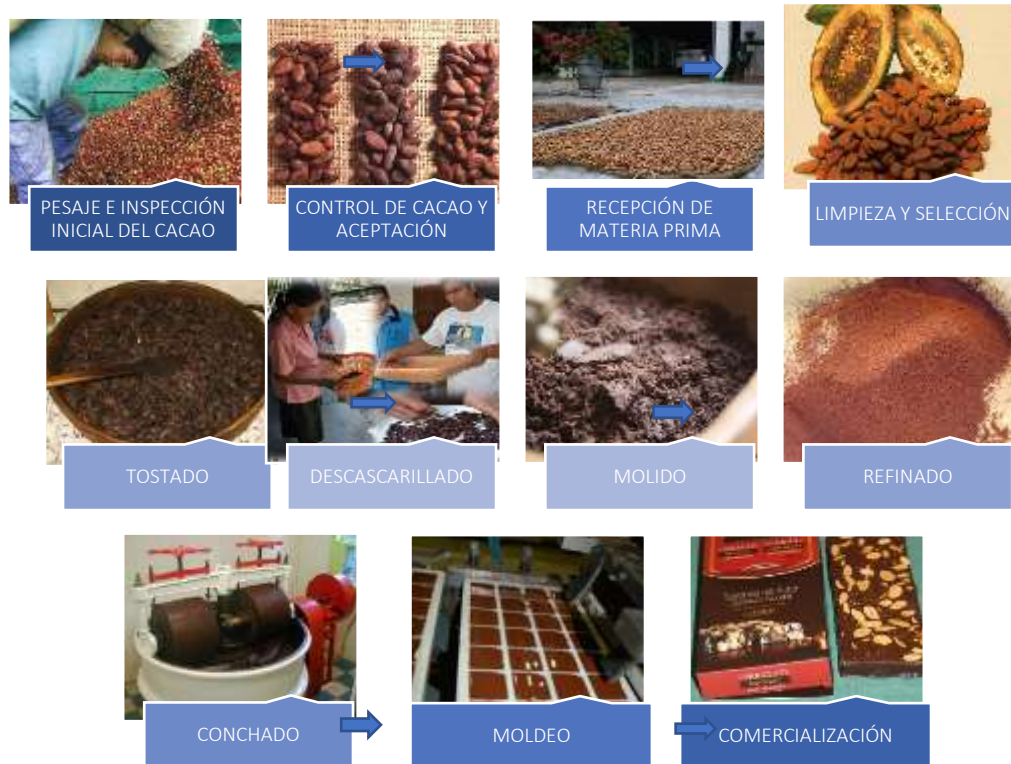 PESAJE E INSPECCIÓN
INICIAL DEL CACAO
CONTROL DE CACAO Y
ACEPTACIÓN
RECEPCIÓN DE
MATERIA PRIMA
LIMPIEZA Y SELECCIÓN
TOSTADO
DESCASCARILLADO
MOLIDO
REFINADO
CONCHADO
MOLDEO
COMERCIALIZACIÓN